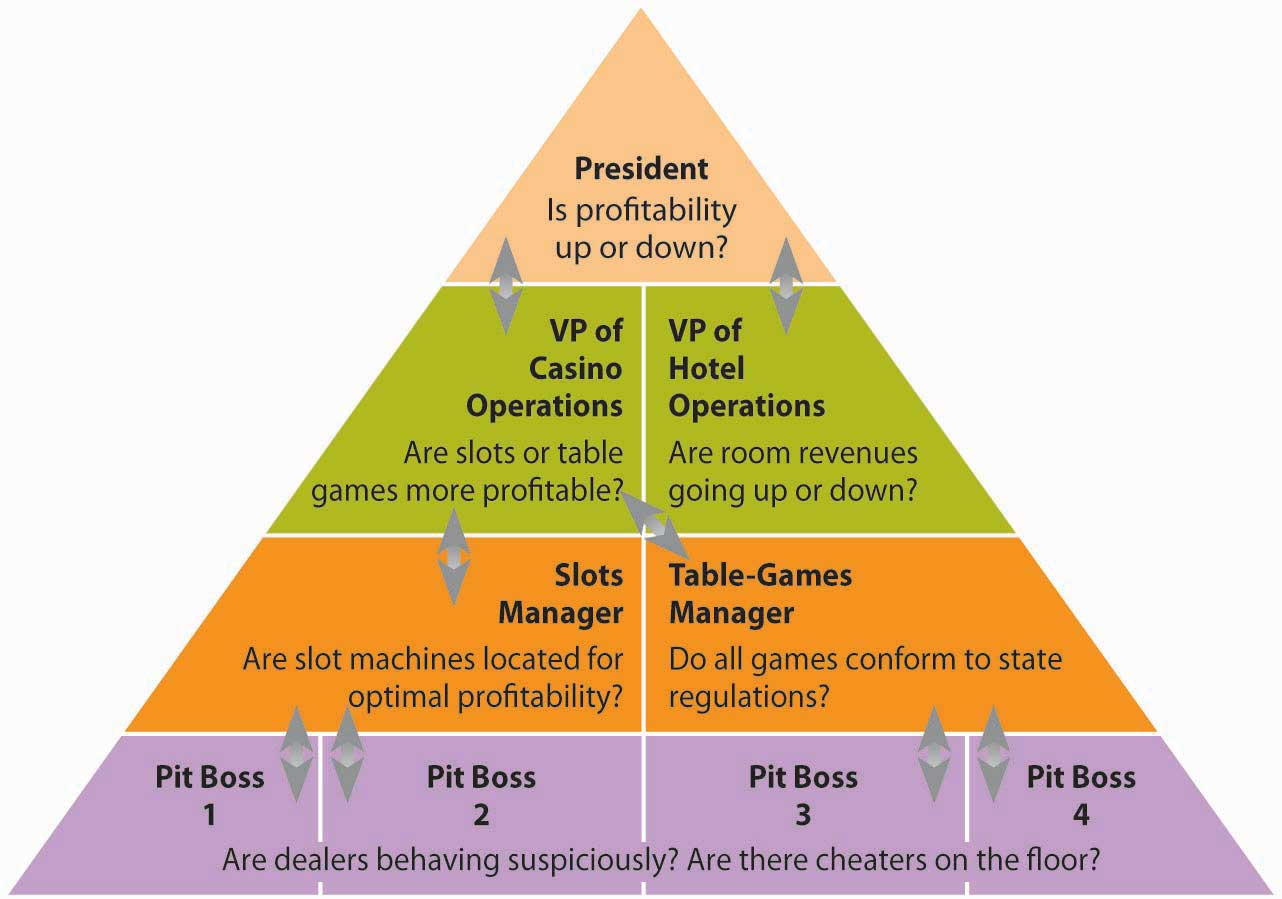 President
Is profitability
up or down?
VP of
Casino
Operations
Are slots or table
games more profitable?
VP of
Hotel
Operations
Are room revenues
going up or down?
Slots
Manager
Are slot machines located for
optimal profitability?
Table-Games
Manager
Do all games conform to state
regulations?
Pit Boss
1
Pit Boss
2
Pit Boss
3
Pit Boss
4
Are dealers behaving suspiciously? Are there cheaters on the floor?